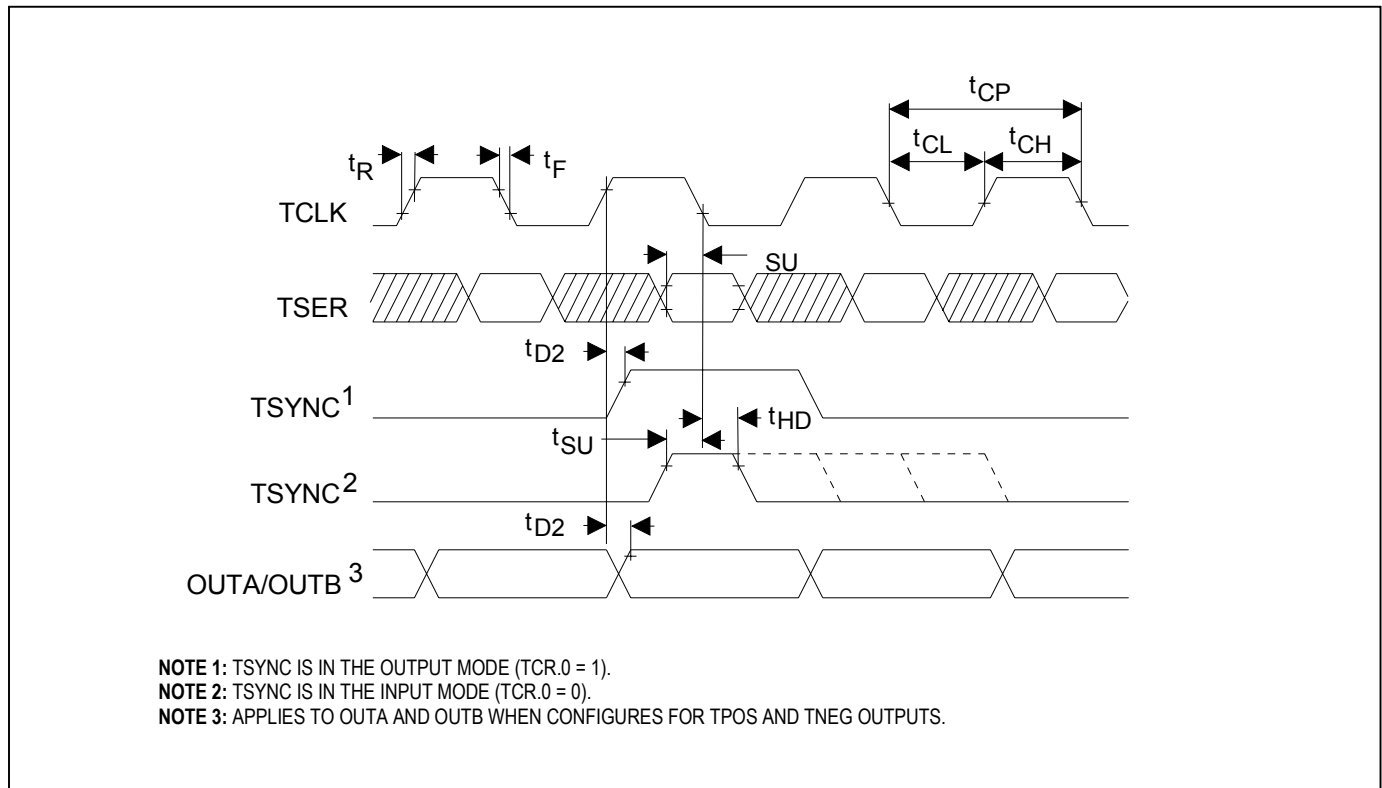 tCP
tCL tCH
tR tF
TCLK
SU
TSER
tD2
TSYNC1
tHD
tSU
TSYNC2
tD2
OUTA/OUTB 3
NOTE 1: TSYNC IS IN THE OUTPUT MODE (TCR.0 = 1).
NOTE 2: TSYNC IS IN THE INPUT MODE (TCR.0 = 0).
NOTE 3: APPLIES TO OUTA AND OUTB WHEN CONFIGURES FOR TPOS AND TNEG OUTPUTS.